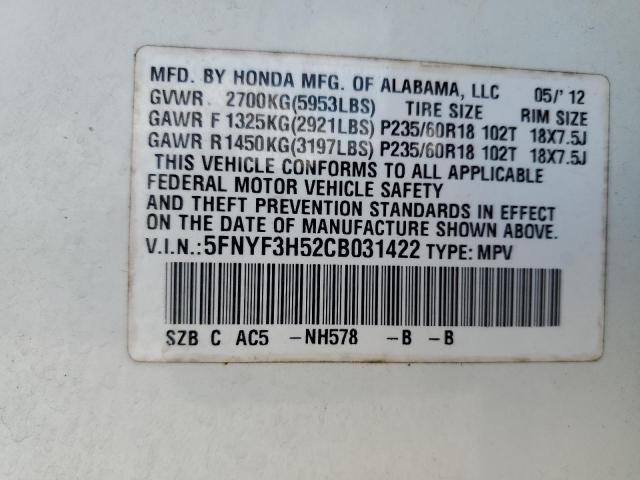 MFD. BY HONDA MFG. OF ALABAMA, LLC 05/' 12
GVWR 2700KG(5953LBS) TIRE SIZE RIM SIZE
GAWR F 1325KG(2921LBS) P235/60R18 102T 18X7.5J
GAWR R1450KG(3197LBS) P235/60R18 102T 18X7.5J
THIS VEHICLE CONFORMS TO ALL APPLICABLE
FEDERAL MOTOR VEHICLE SAFETY
AND THEFT PREVENTION STANDARDS IN EFFECT
ON THE DATE OF MANUFACTURE SHOWN ABOVE.
V.I.N.: 5FNYF3H52CB031422 TYPE: MPV
SZB C AC5 -NH578 -B -B